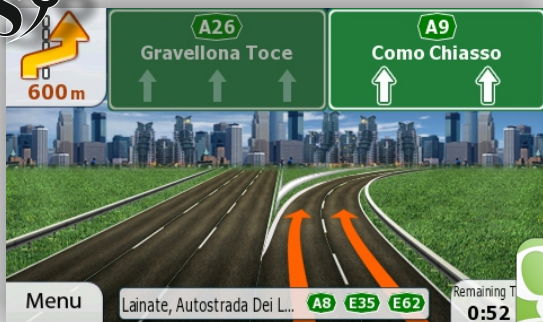 A26
Gravellona Toce
A9
Como Chiasso
600 m
Menu
Lainate, Autostrada Dei L... A8 E35 E62
Remaining T
0:52